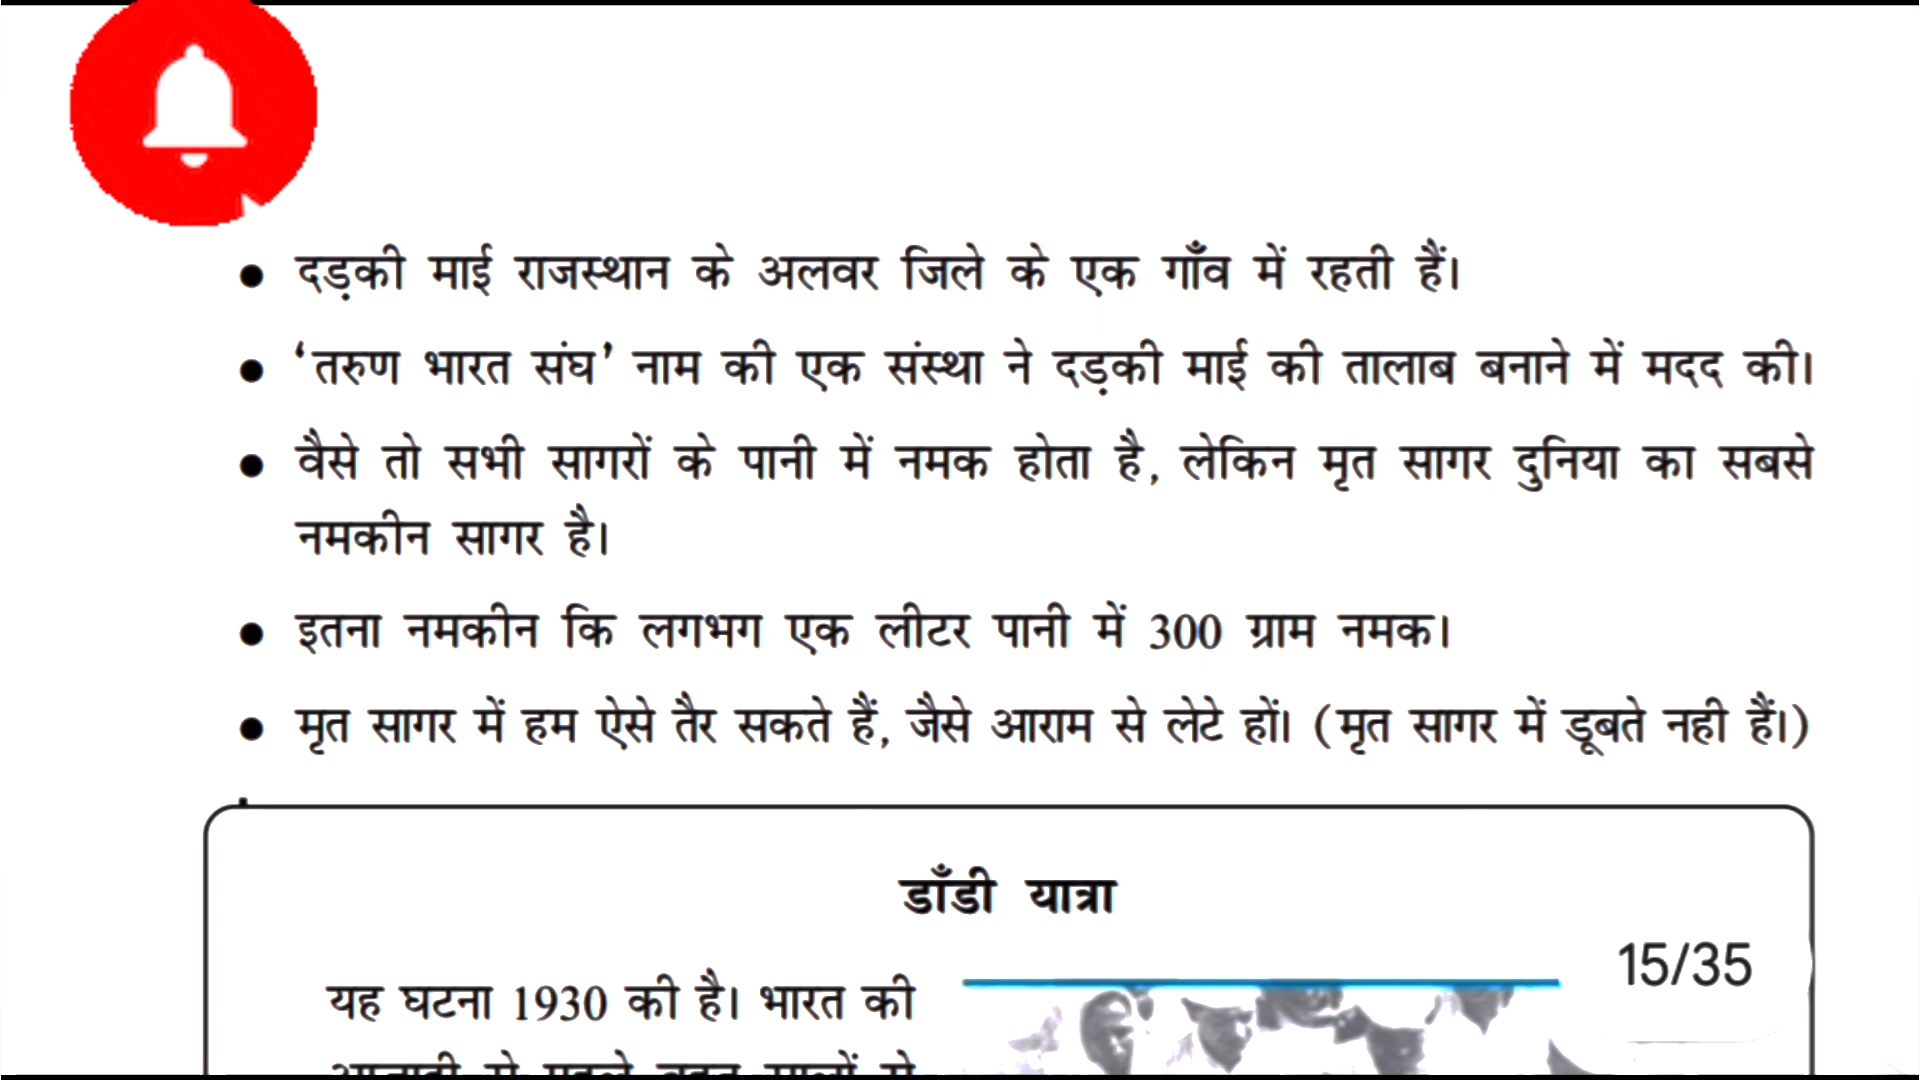 ● दड़की माई राजस्थान के अलवर जिले के एक गाँव में रहती हैं।
● ‘तरुण भारत संघ’ नाम की एक संस्था ने दड़की माई की तालाब बनाने में मदद की।
● वैसे तो सभी सागरों के पानी में नमक होता है, लेकिन मृत सागर दुनिया का सबसे
नमकीन सागर है।
● इतना नमकीन कि लगभग एक लीटर पानी में 300 ग्राम नमक।
● मृत सागर में हम ऐसे तैर सकते हैं, जैसे आराम से लेटे हों। (मृत सागर में डूबते नही हैं।)
डाँडी यात्रा
15/35
यह घटना 1930 की है। भारत की